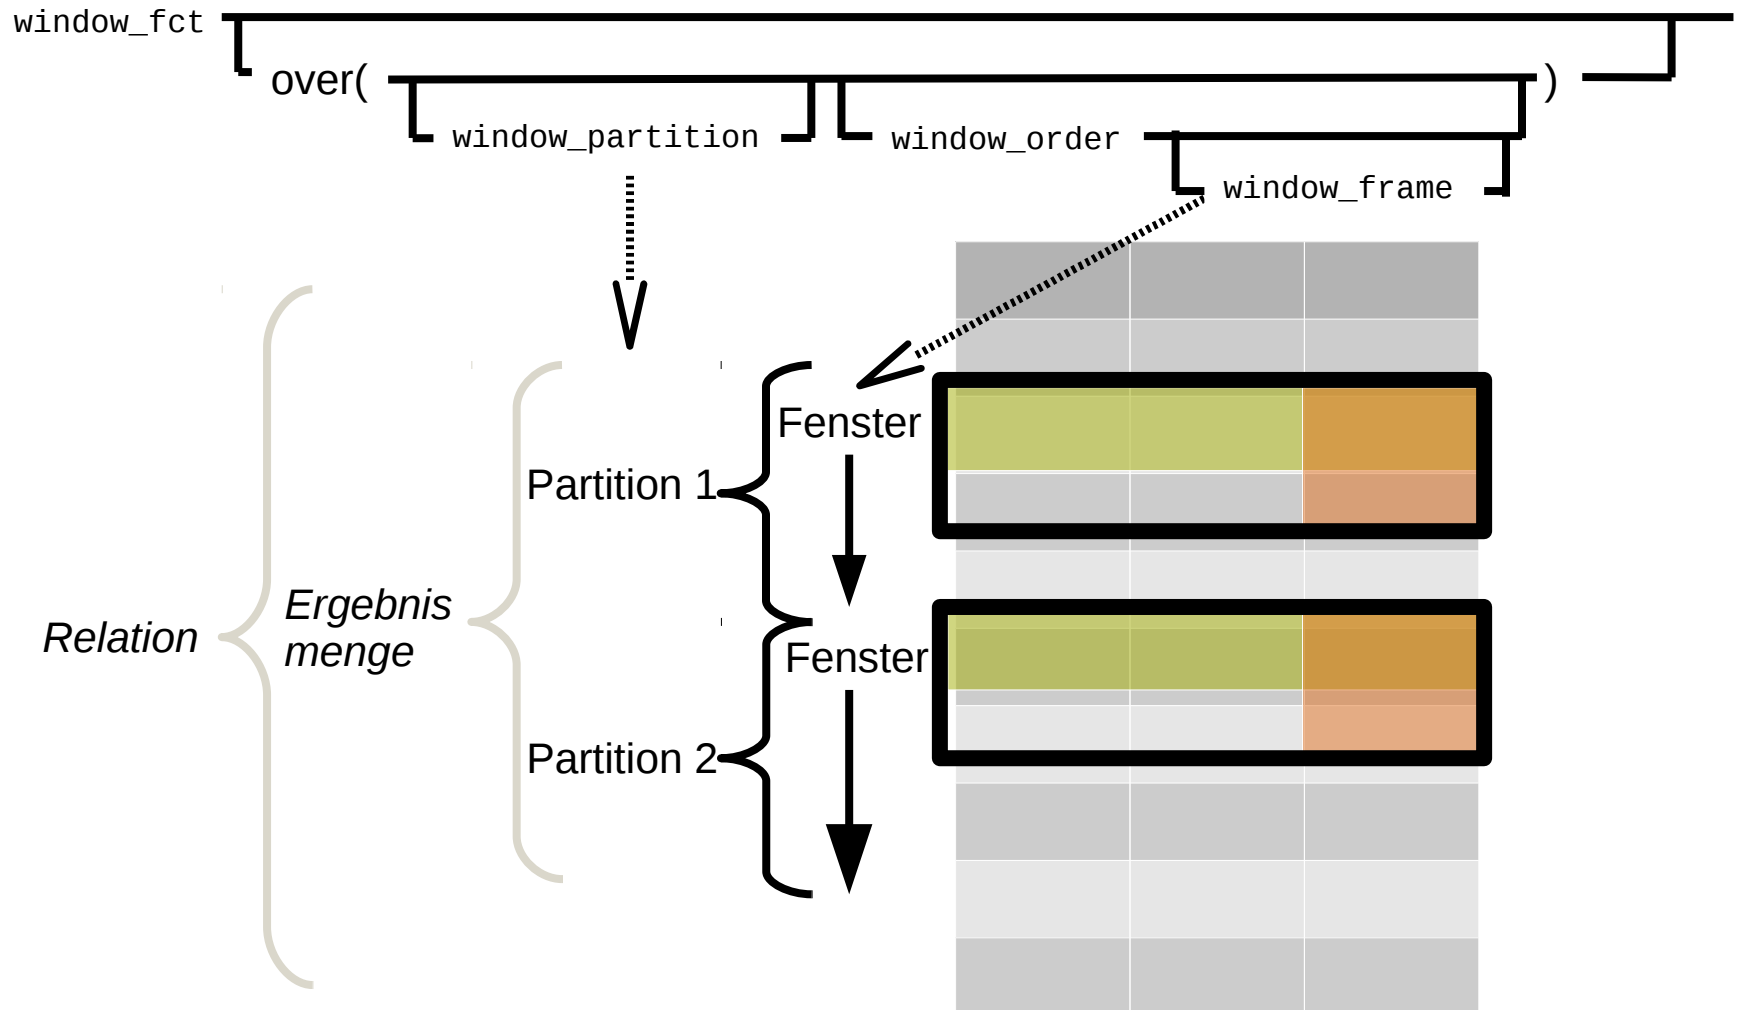 window_fct
over( )
window_partition window_order
window_frame
Fenster
Partition 1
Ergebnis
menge
Relation
Fenster
Partition 2